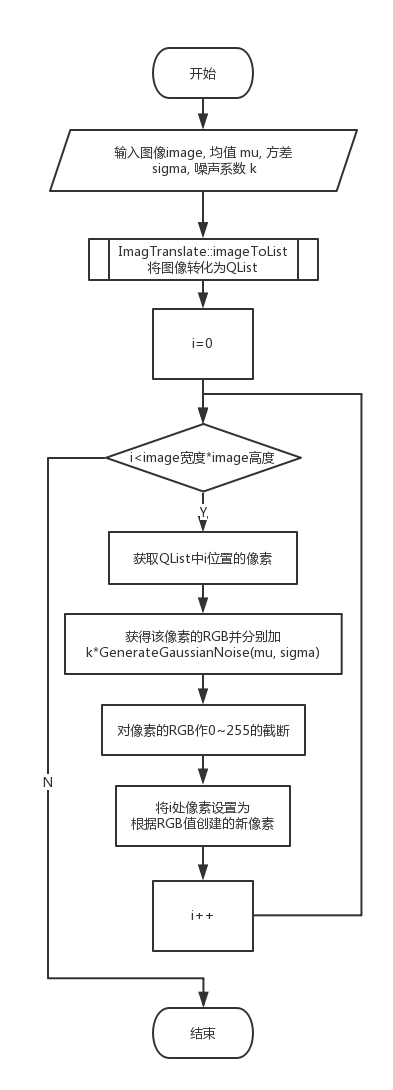 开始
输入图像image, 均值 mu, 方差
sigma, 噪声系数 k
ImagTranslate::imageToList
将图像转化为QList
i=0
i<image宽度*image高度
Y
获取QList中i位置的像素
获得该像素的RGB并分别加
k*GenerateGaussianNoise(mu, sigma)
对像素的RGB作0~255的截断
N
将i处像素设置为
根据RGB值创建的新像素
i++
结束